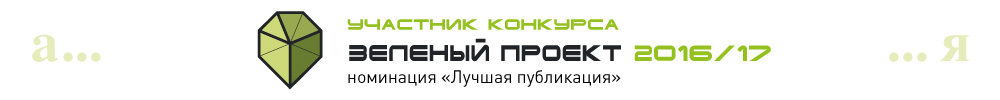 а...
УЧАСТНИК КОНКУРСА
ЗЕЛЕНЫЙ ПРОЕКТ 2016/17
номинация «Лучшая публикация»
... я